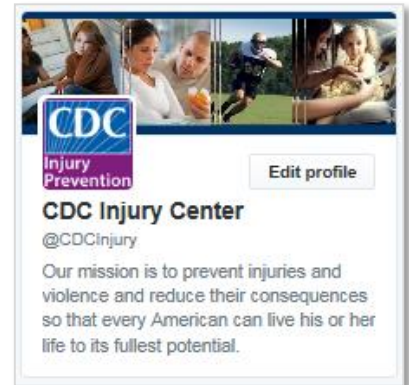 CDC
Injury
Prevention
Edit profile
CDC Injury Center
@CDCInjury
Our mission is to prevent injuries and
violence and reduce their consequences
so that every American can live his or her
life to its fullest potential.